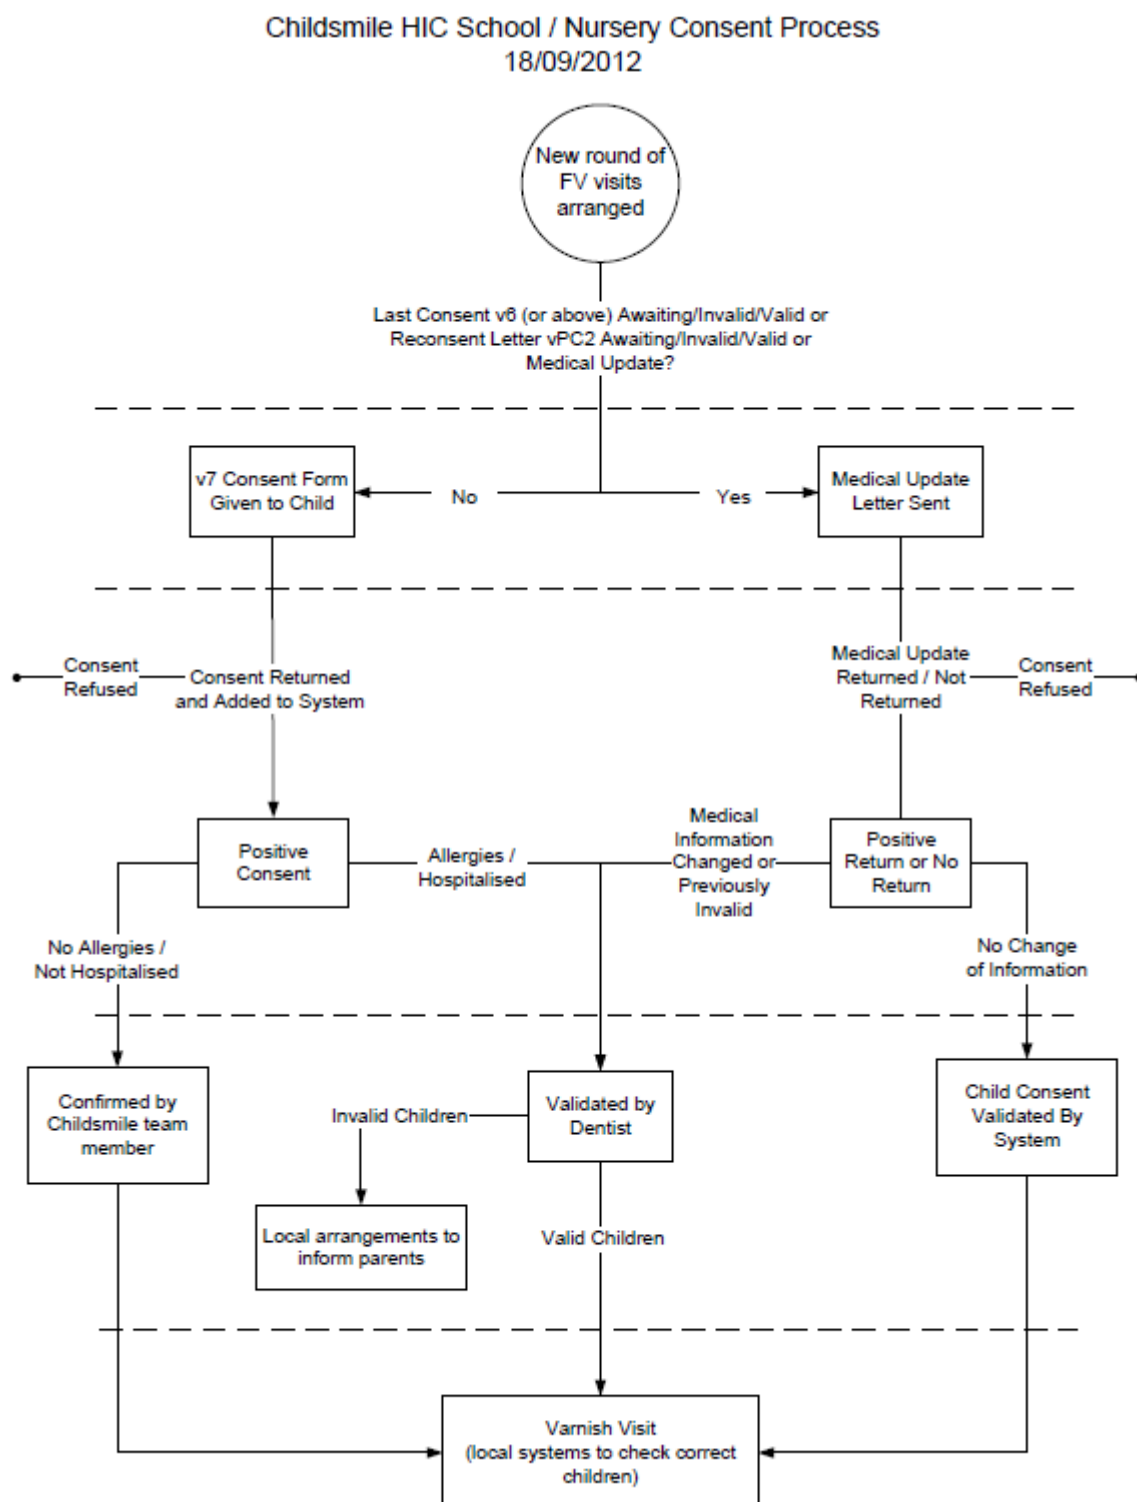 Childsmile HIC School / Nursery Consent Process
18/09/2012
New round of
FV visits
arranged
Last Consent v6 (or above) Awaiting/Invalid/Valid or
Reconsent Letter vPC2 Awaiting/Invalid/Valid or
Medical Update?
v7 Consent Form
Given to Child
No
Yes
Medical Update
Letter Sent
Consent
Refused
Consent Returned
and Added to System
Medical Update
Returned / Not
Returned
Consent
Refused
Positive
Consent
Allergies /
Hospitalised
Medical
Information
Changed or
Previously
Invalid
Positive
Return or No
Return
No Allergies /
Not Hospitalised
No Change
of Information
Confirmed by
Childsmile team
member
Invalid Children
Validated by
Dentist
Child Consent
Validated By
System
Local arrangements to
inform parents
Valid Children
Varnish Visit
(local systems to check correct
children)